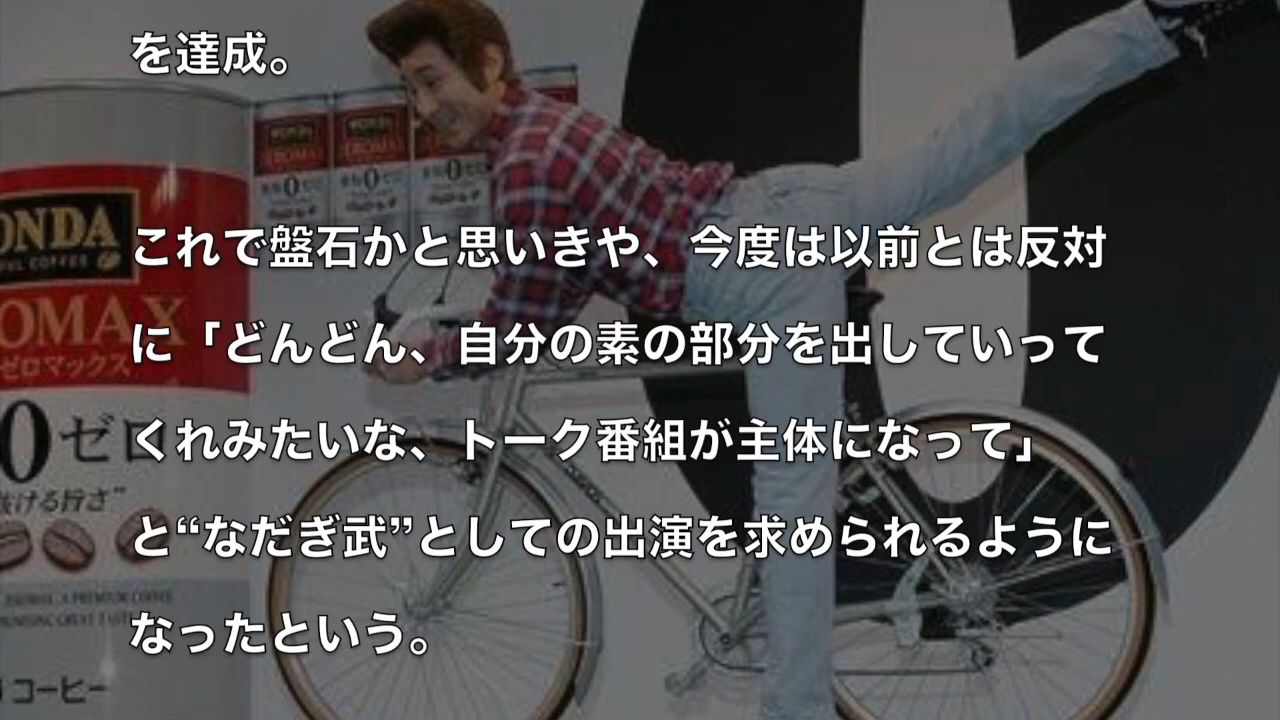 を達成。
これで盤石かと思いきや、今度は以前とは反対
に「どんどん、自分の素の部分を出していって
くれみたいな、トーク番組が主体になって」
と“なだぎ武”としての出演を求められるように
なったという。
ONDA
OMAX
ゼロマックス
0ゼロ
抜ける旨さ”
コーヒー